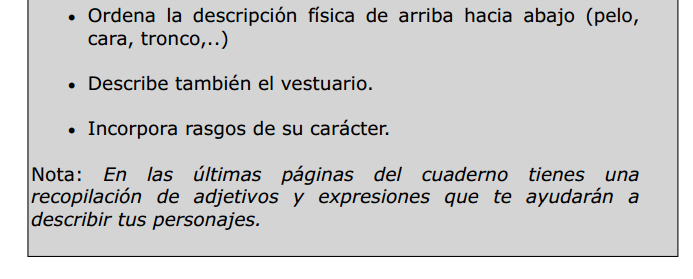 • Ordena la descripción física de arriba hacia abajo (pelo,
cara, tronco,..)
• Describe también el vestuario.
• Incorpora rasgos de su carácter.
Nota: En las últimas páginas del cuaderno tienes una
recopilación de adjetivos y expresiones que te ayudarán a
describir tus personajes.